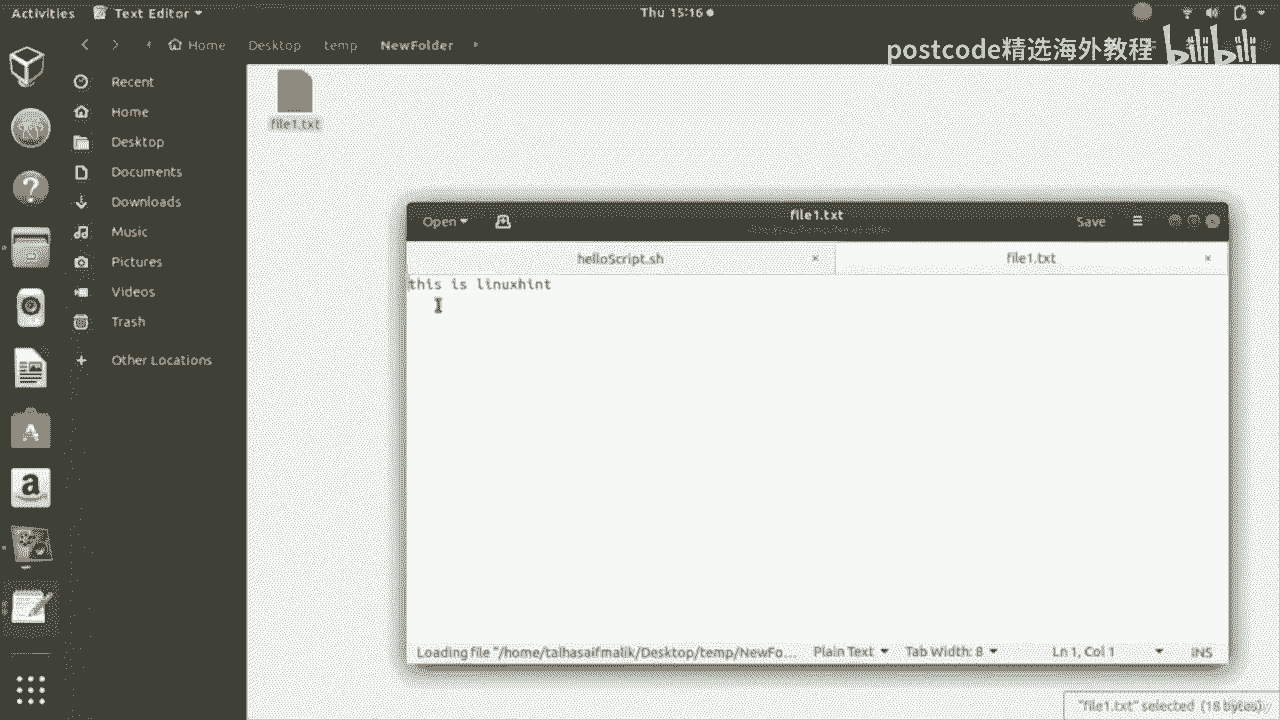 Activities
Text Editor
Thu 15:16
Home
Desktop
temp
NewFolder
postcode精选海外教程
bilibili
Recent
Home
Desktop
Documents
Downloads
Music
Pictures
Videos
Trash
Other Locations
file1.txt
Open
file1.txt
Save
helloScript.sh
file1.txt
this is linuxhint
Loading file "/home/talhasaifmalik/Desktop/temp/NewFo...
Plain Text
Tab Width: 8
Ln 1, Col 1
INS
"file1.txt" selected (18 bytes)